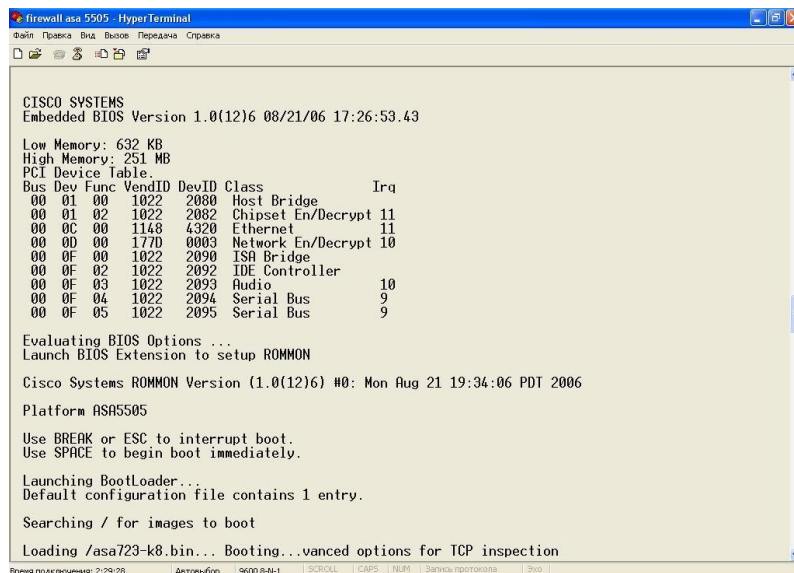 firewall asa 5505 - HyperTerminal
Файл Правка Вид Вызов Передача Справка
CISCO SYSTEMS
Embedded BIOS Version 1.0(12)6 08/21/06 17:26:53.43
Low Memory: 632 KB
High Memory: 251 MB
PCI Device Table.
Bus Dev Func VendID DevID Class Irq
00 01 00 1022 2080 Host Bridge
00 01 02 1022 2082 Chipset En/Decrypt 11
00 0C 00 1148 4320 Ethernet 11
00 0D 00 177D 0003 Network En/Decrypt 10
00 0F 00 1022 2090 ISA Bridge
00 0F 02 1022 2092 IDE Controller
00 0F 03 1022 2093 Audio 10
00 0F 04 1022 2094 Serial Bus 9
00 0F 05 1022 2095 Serial Bus 9
Evaluating BIOS Options ...
Launch BIOS Extension to setup ROMMON
Cisco Systems ROMMON Version (1.0(12)6) #0: Mon Aug 21 19:34:06 PDT 2006
Platform ASA5505
Use BREAK or ESC to interrupt boot.
Use SPACE to begin boot immediately.
Launching BootLoader...
Default configuration file contains 1 entry.
Searching / for images to boot
Loading /asa723-k8.bin... Booting...vanced options for TCP inspection
Время подключения: 2:29:28 Автовыбор 9600 8-N-1 SCROLL CAPS NUM Запись протокола Эхо